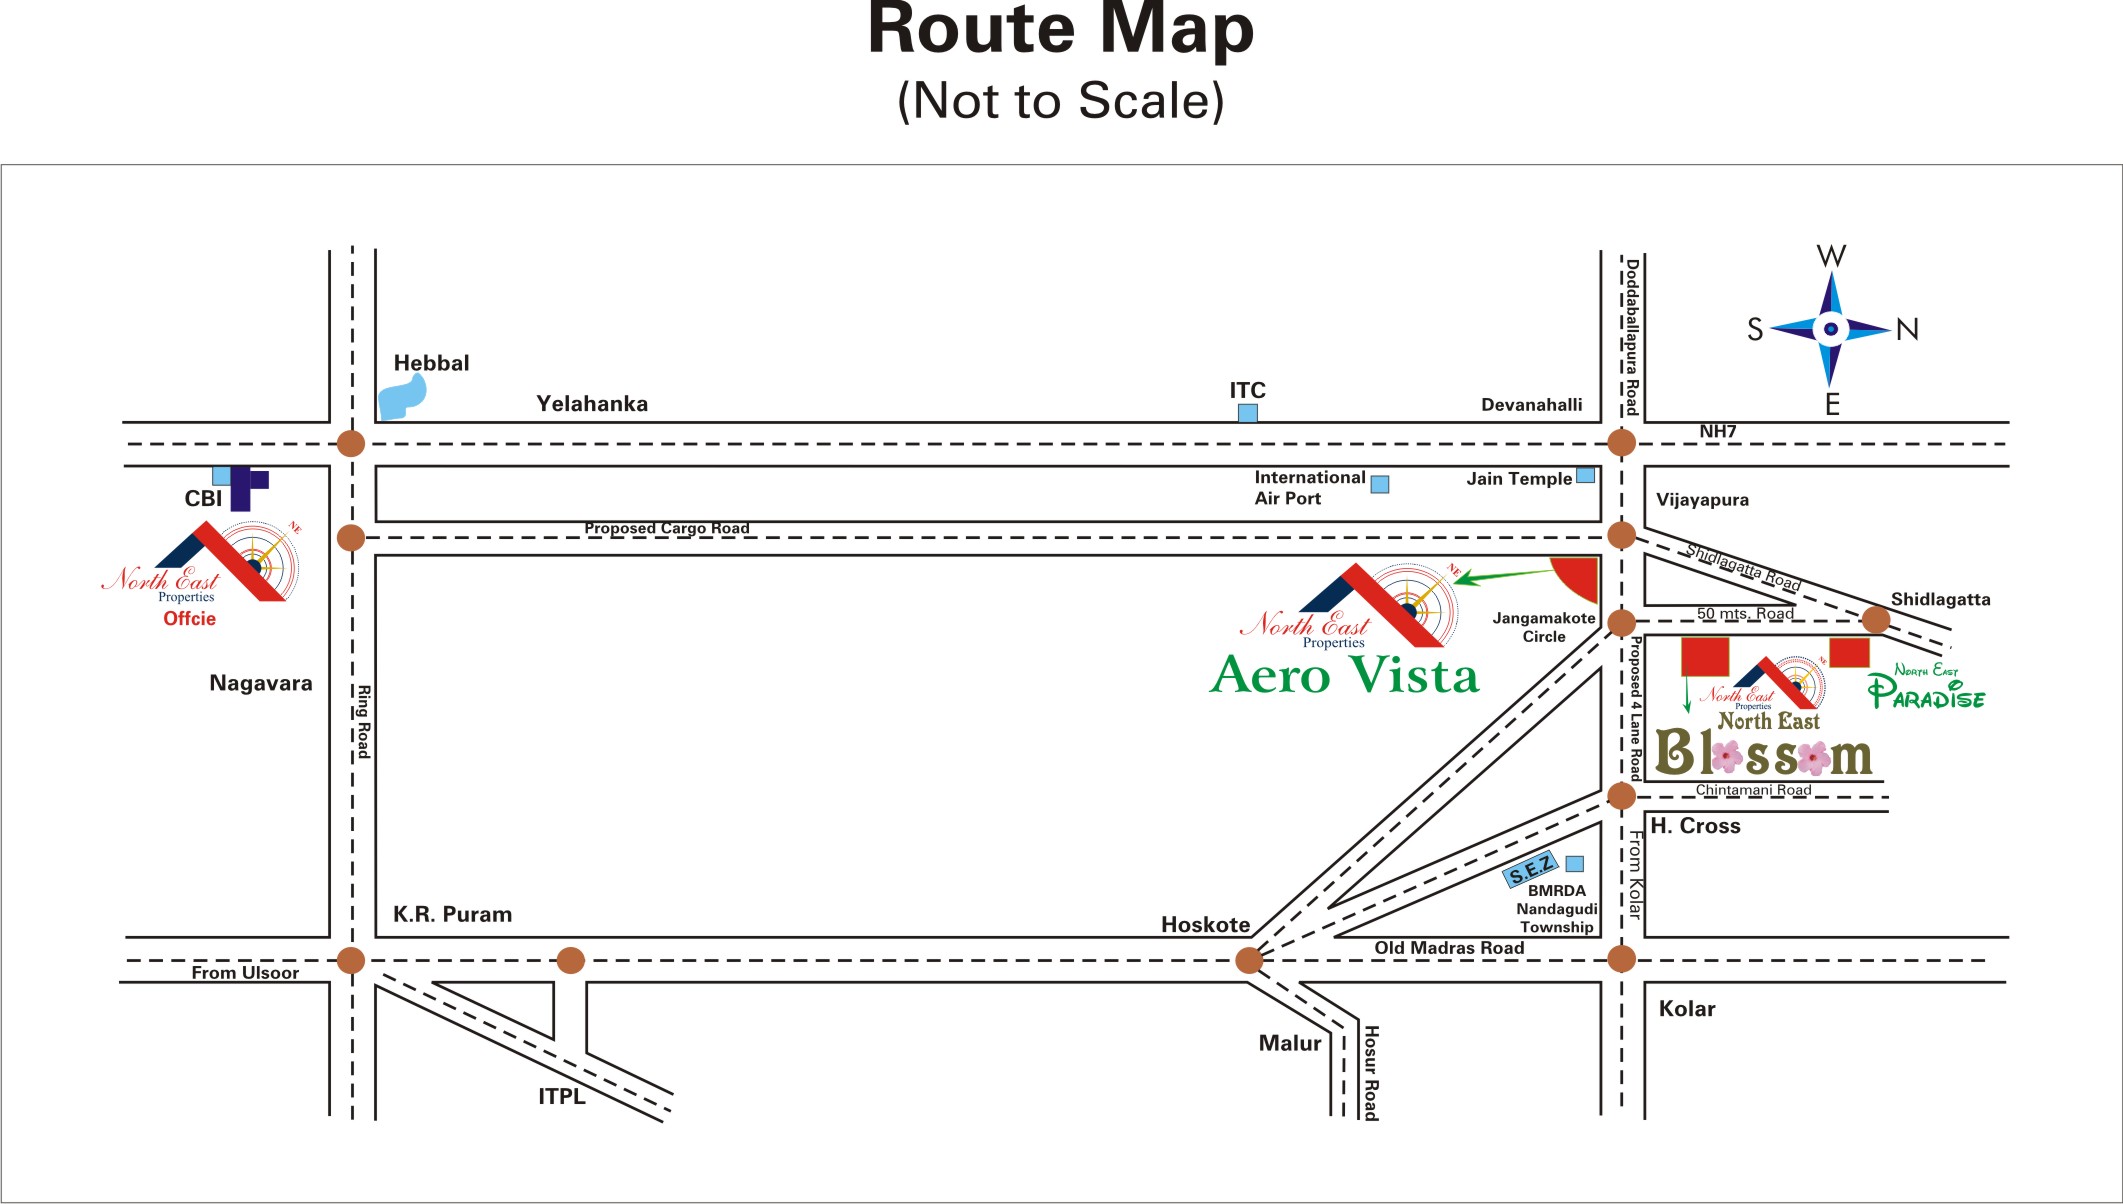 Route Map
(Not to Scale)
W
S
N
E
Doddaballapura Road
Hebbal
Yelahanka
ITC
Devanahalli
NH7
CBI
International
Air Port
Jain Temple
Vijayapura
Proposed Cargo Road
NE
North East
Properties
Offcie
NE
North East
Properties
Aero Vista
Jangamakote
Circle
Shidlagatta Road
50 mts. Road
Shidlagatta
Nagavara
Ring Road
Proposed 4 Lane Road
NE
North East
Properties
North East
Paradise
North East
Blossom
Chintamani Road
H. Cross
From Kolar
S.E.Z
BMRDA
Nandagudi
Township
K.R. Puram
Hoskote
Old Madras Road
From Ulsoor
Kolar
Malur
Hosur Road
ITPL